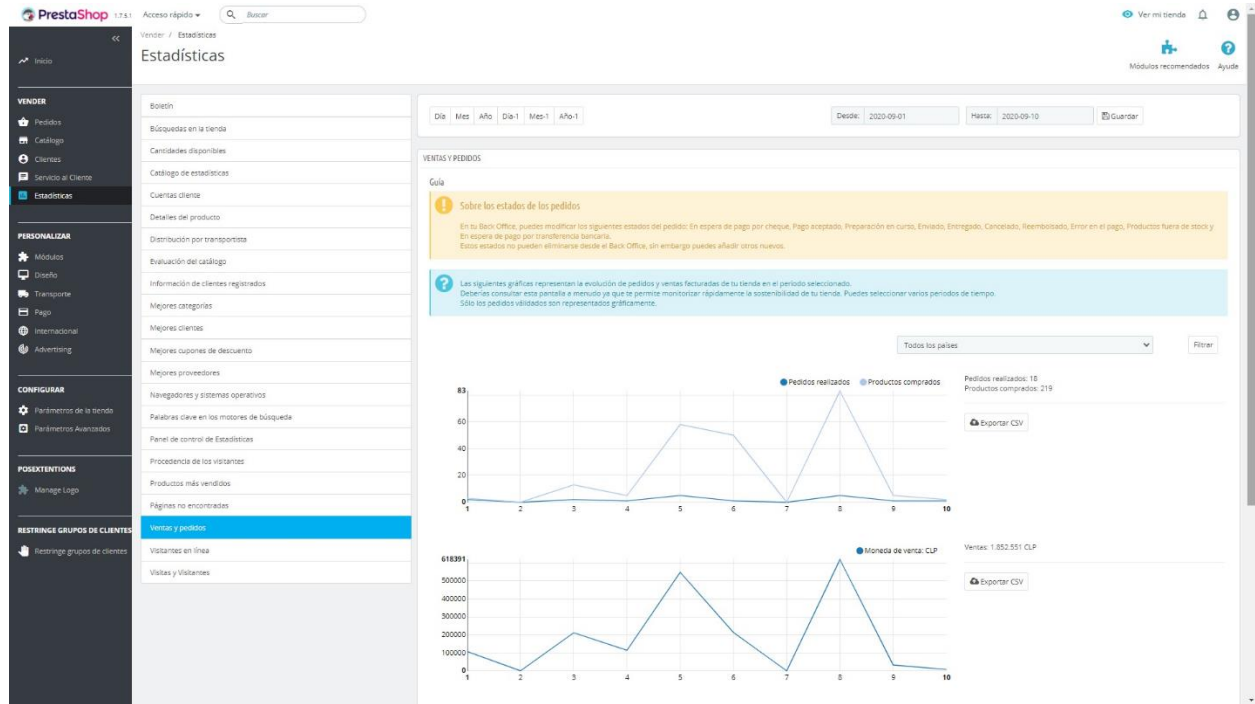 PrestaShop 1.7.5.1 Acceso rápido Buscar Ver mi tienda
Vender / Estadísticas
Estadísticas
Módulos recomendados Ayuda
Inicio
VENDER
Pedidos
Catálogo
Clientes
Servicio al Cliente
Estadísticas
PERSONALIZAR
Módulos
Diseño
Transporte
Pago
Internacional
Advertising
CONFIGURAR
Parámetros de la tienda
Parámetros Avanzados
POSEXTENTIONS
Manage Logo
RESTRINGE GRUPOS DE CLIENTES
Restringe grupos de clientes
Boletín
Búsquedas en la tienda
Cantidades disponibles
Catálogo de estadísticas
Cuentas cliente
Detalles del producto
Distribución por transportista
Evaluación del catálogo
Información de clientes registrados
Mejores categorías
Mejores clientes
Mejores cupones de descuento
Mejores proveedores
Navegadores y sistemas operativos
Palabras clave en los motores de búsqueda
Panel de control de Estadísticas
Procedencia de los visitantes
Productos más vendidos
Páginas no encontradas
Ventas y pedidos
Visitantes en línea
Visitas y Visitantes
Día Mes Año Día-1 Mes-1 Año-1 Desde: 2020-09-01 Hasta: 2020-09-10 Guardar
VENTAS Y PEDIDOS
Guía
Sobre los estados de los pedidos
En tu Back Office, puedes modificar los siguientes estados del pedido: En espera de pago por cheque, Pago aceptado, Preparación en curso, Enviado, Entregado, Cancelado, Reembolsado, Error en el pago, Productos fuera de stock y
En espera de pago por transferencia bancaria.
Estos estados no pueden eliminarse desde el Back Office, sin embargo puedes añadir otros nuevos.
Las siguientes gráficas representan la evolución de pedidos y ventas facturadas de tu tienda en el período seleccionado.
Deberías consultar esta pantalla a menudo ya que te permite monitorizar rápidamente la sostenibilidad de tu tienda. Puedes seleccionar varios periodos de tiempo.
Sólo los pedidos válidados son representados gráficamente.
Todos los países Filtrar
Pedidos realizados Productos comprados
83
60
40
20
0
1 2 3 4 5 6 7 8 9 10
Pedidos realizados: 18
Productos comprados: 219
Exportar CSV
Moneda de venta: CLP
618391
500000
400000
300000
200000
100000
0
1 2 3 4 5 6 7 8 9 10
Ventas: 1.852.551 CLP
Exportar CSV